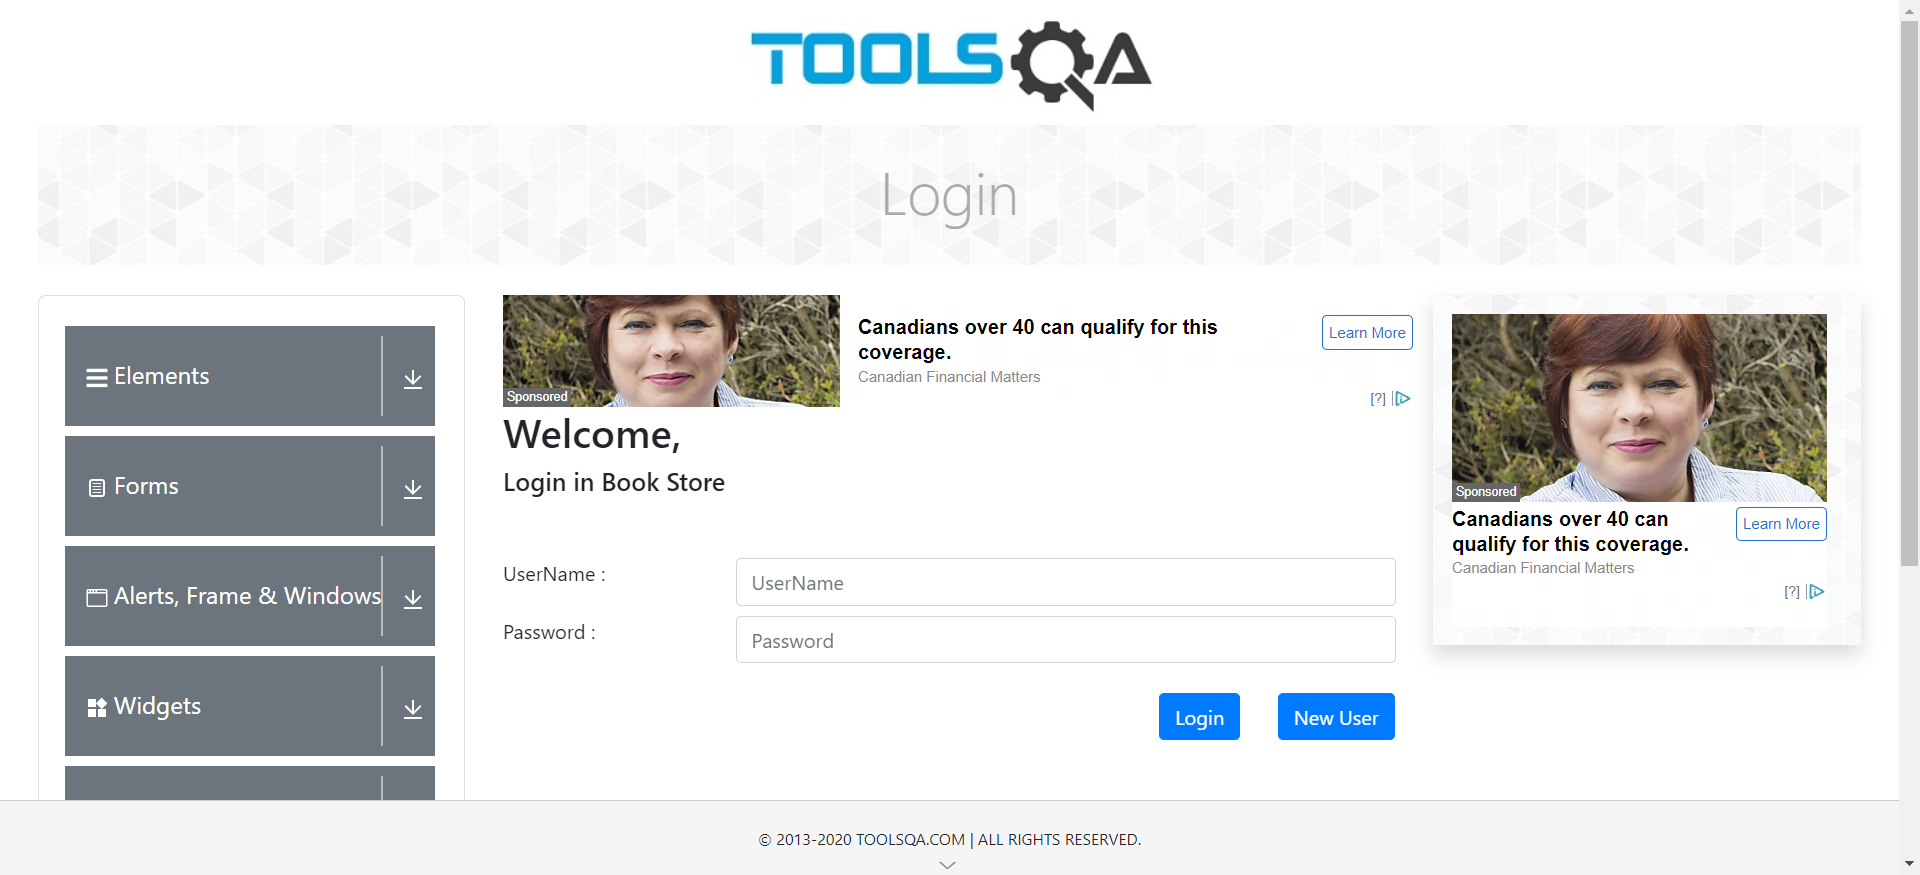 TOOLSQA
Login
Elements
Forms
Alerts, Frame & Windows
Widgets
Sponsored
Canadians over 40 can qualify for this
coverage.
Canadian Financial Matters
Learn More
[?]
Welcome,
Login in Book Store
UserName :
UserName
Password :
Password
Login
New User
Sponsored
Canadians over 40 can
qualify for this coverage.
Canadian Financial Matters
Learn More
[?]
© 2013-2020 TOOLSQA.COM | ALL RIGHTS RESERVED.